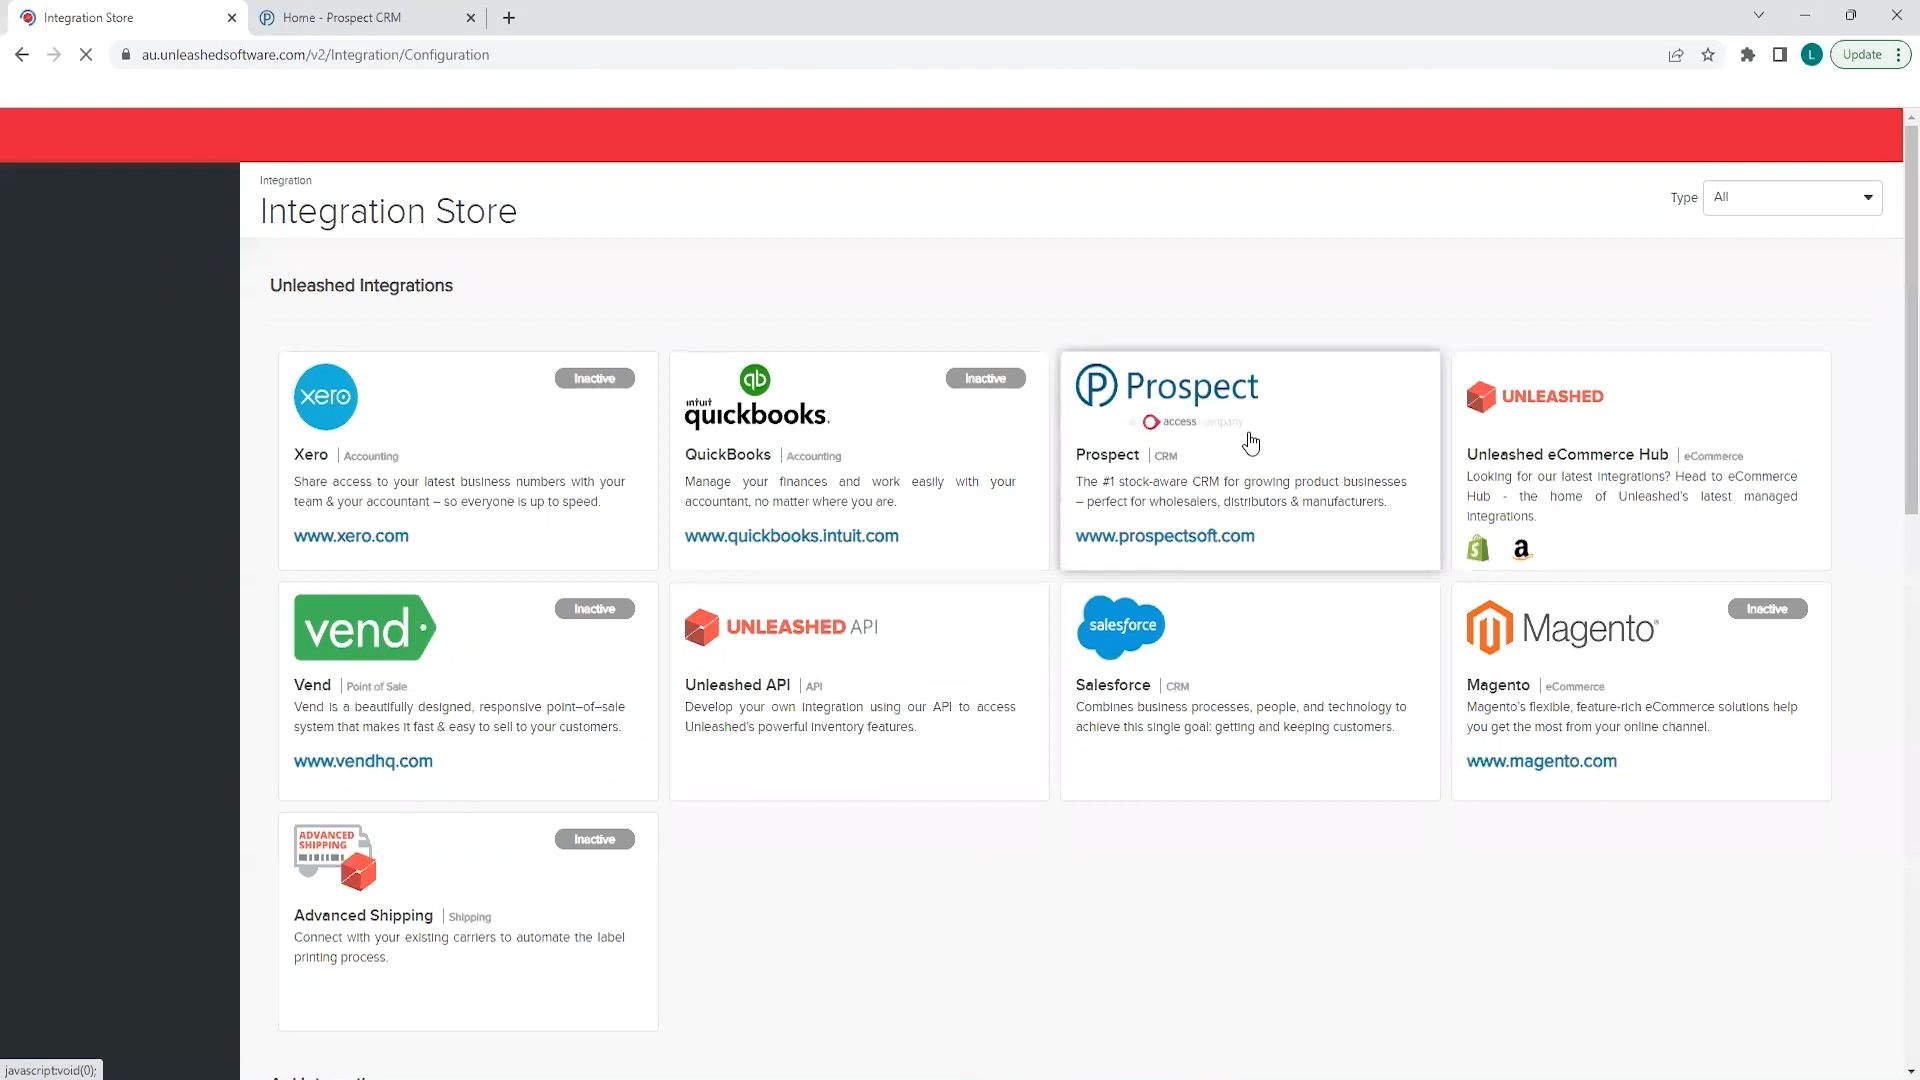 Integration Store
Home - Prospect CRM
au.unleashedsoftware.com/v2/Integration/Configuration
L
Update
Integration
Integration Store
Type
All
Unleashed Integrations
xero
Inactive
Xero | Accounting
Share access to your latest business numbers with your
team & your accountant – so everyone is up to speed.
www.xero.com
qb
intuit
quickbooks.
Inactive
QuickBooks | Accounting
Manage your finances and work easily with your
accountant, no matter where you are.
www.quickbooks.intuit.com
P Prospect
access company
Prospect | CRM
The #1 stock-aware CRM for growing product businesses
– perfect for wholesalers, distributors & manufacturers.
www.prospectsoft.com
UNLEASHED
Unleashed eCommerce Hub | eCommerce
Looking for our latest integrations? Head to eCommerce
Hub - the home of Unleashed's latest managed
integrations.
S a
vend
Inactive
Vend | Point of Sale
Vend is a beautifully designed, responsive point–of–sale
system that makes it fast & easy to sell to your customers.
www.vendhq.com
UNLEASHED API
Unleashed API | API
Develop your own integration using our API to access
Unleashed's powerful inventory features.
salesforce
Salesforce | CRM
Combines business processes, people, and technology to
achieve this single goal: getting and keeping customers.
Magento®
Inactive
Magento | eCommerce
Magento's flexible, feature-rich eCommerce solutions help
you get the most from your online channel.
www.magento.com
ADVANCED
SHIPPING
Inactive
Advanced Shipping | Shipping
Connect with your existing carriers to automate the label
printing process.
javascript:void(0);